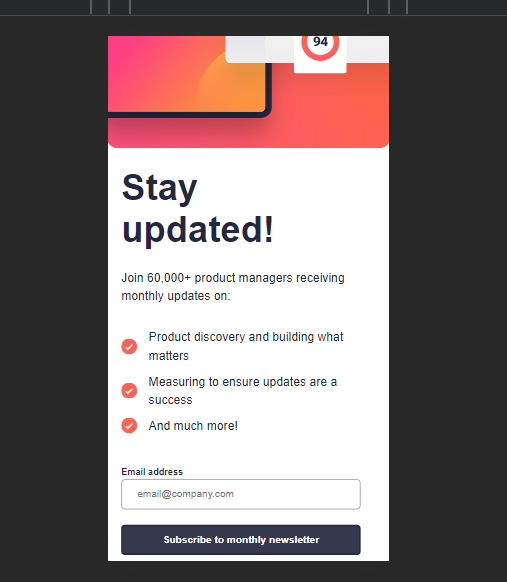 94
Stay
updated!
Join 60,000+ product managers receiving
monthly updates on:
Product discovery and building what
matters
Measuring to ensure updates are a
success
And much more!
Email address
email@company.com
Subscribe to monthly newsletter